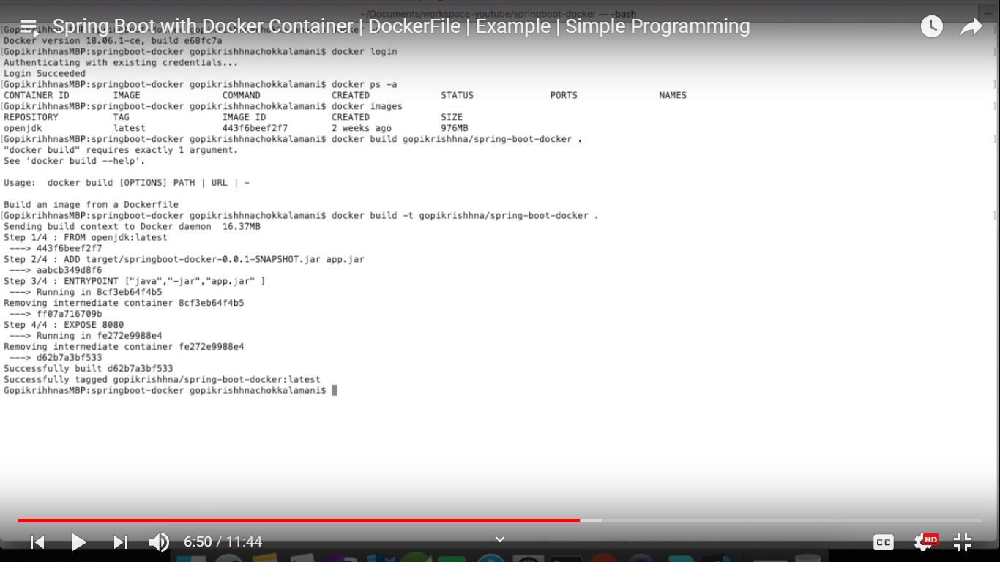 ~/Documents/workspace-youtube/springboot-docker — -bash
Spring Boot with Docker Container | DockerFile | Example | Simple Programming
Docker version 18.06.1-ce, build e68fc7a
[GopikrihhnasMBP:springboot-docker gopikrishhnachokkalamani$ docker login
Authenticating with existing credentials...
Login Succeeded
[GopikrihhnasMBP:springboot-docker gopikrishhnachokkalamani$ docker ps -a
CONTAINER ID IMAGE COMMAND CREATED STATUS PORTS NAMES
[GopikrihhnasMBP:springboot-docker gopikrishhnachokkalamani$ docker images
REPOSITORY TAG IMAGE ID CREATED SIZE
openjdk latest 443f6beef2f7 2 weeks ago 976MB
[GopikrihhnasMBP:springboot-docker gopikrishhnachokkalamani$ docker build gopikrishhna/spring-boot-docker .
"docker build" requires exactly 1 argument.
See 'docker build --help'.
Usage: docker build [OPTIONS] PATH | URL | -
Build an image from a Dockerfile
[GopikrihhnasMBP:springboot-docker gopikrishhnachokkalamani$ docker build -t gopikrishhna/spring-boot-docker .
Sending build context to Docker daemon 16.37MB
Step 1/4 : FROM openjdk:latest
---> 443f6beef2f7
Step 2/4 : ADD target/springboot-docker-0.0.1-SNAPSHOT.jar app.jar
---> aabcb349d8f6
Step 3/4 : ENTRYPOINT ["java","-jar","app.jar" ]
---> Running in 8cf3eb64f4b5
Removing intermediate container 8cf3eb64f4b5
---> ff07a716709b
Step 4/4 : EXPOSE 8080
---> Running in fe272e9988e4
Removing intermediate container fe272e9988e4
---> d62b7a3bf533
Successfully built d62b7a3bf533
Successfully tagged gopikrishhna/spring-boot-docker:latest
GopikrihhnasMBP:springboot-docker gopikrishhnachokkalamani$
6:50 / 11:44
CC
HD